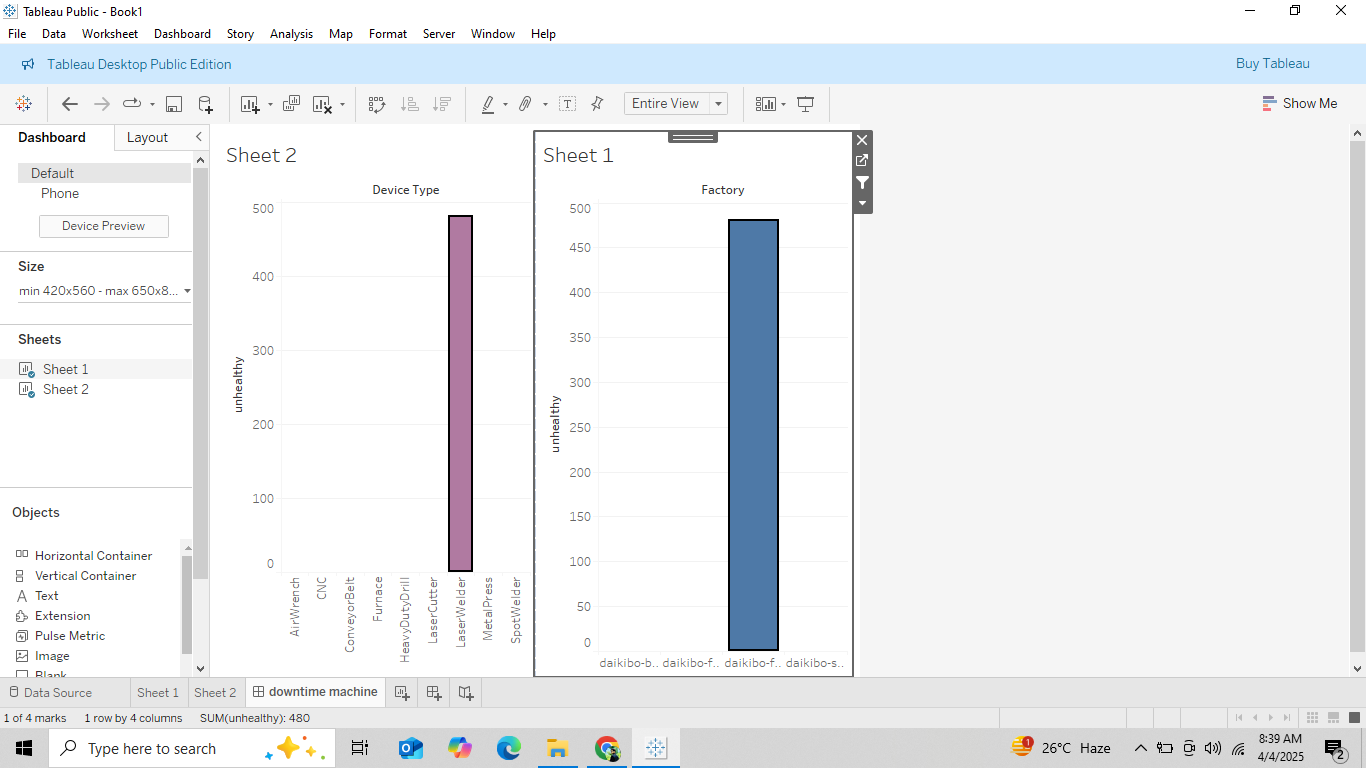 Tableau Public - Book1
File Data Worksheet Dashboard Story Analysis Map Format Server Window Help
Tableau Desktop Public Edition
Buy Tableau
Entire View
Show Me
Dashboard Layout
Default
Phone
Device Preview
Size
min 420x560 - max 650x8...
Sheets
Sheet 1
Sheet 2
Objects
Horizontal Container
Vertical Container
Text
Extension
Pulse Metric
Image
Blank
Sheet 2
Device Type
500
400
300
200
100
0
unhealthy
AirWrench
CNC
ConveyorBelt
Furnace
HeavyDutyDrill
LaserCutter
LaserWelder
MetalPress
SpotWelder
Sheet 1
Factory
500
450
400
350
300
250
200
150
100
50
0
unhealthy
daikibo-b.. daikibo-f.. daikibo-f.. daikibo-s..
Data Source Sheet 1 Sheet 2 downtime machine
1 of 4 marks 1 row by 4 columns SUM(unhealthy): 480
Type here to search
1
26°C Haze
8:39 AM
4/4/2025
2